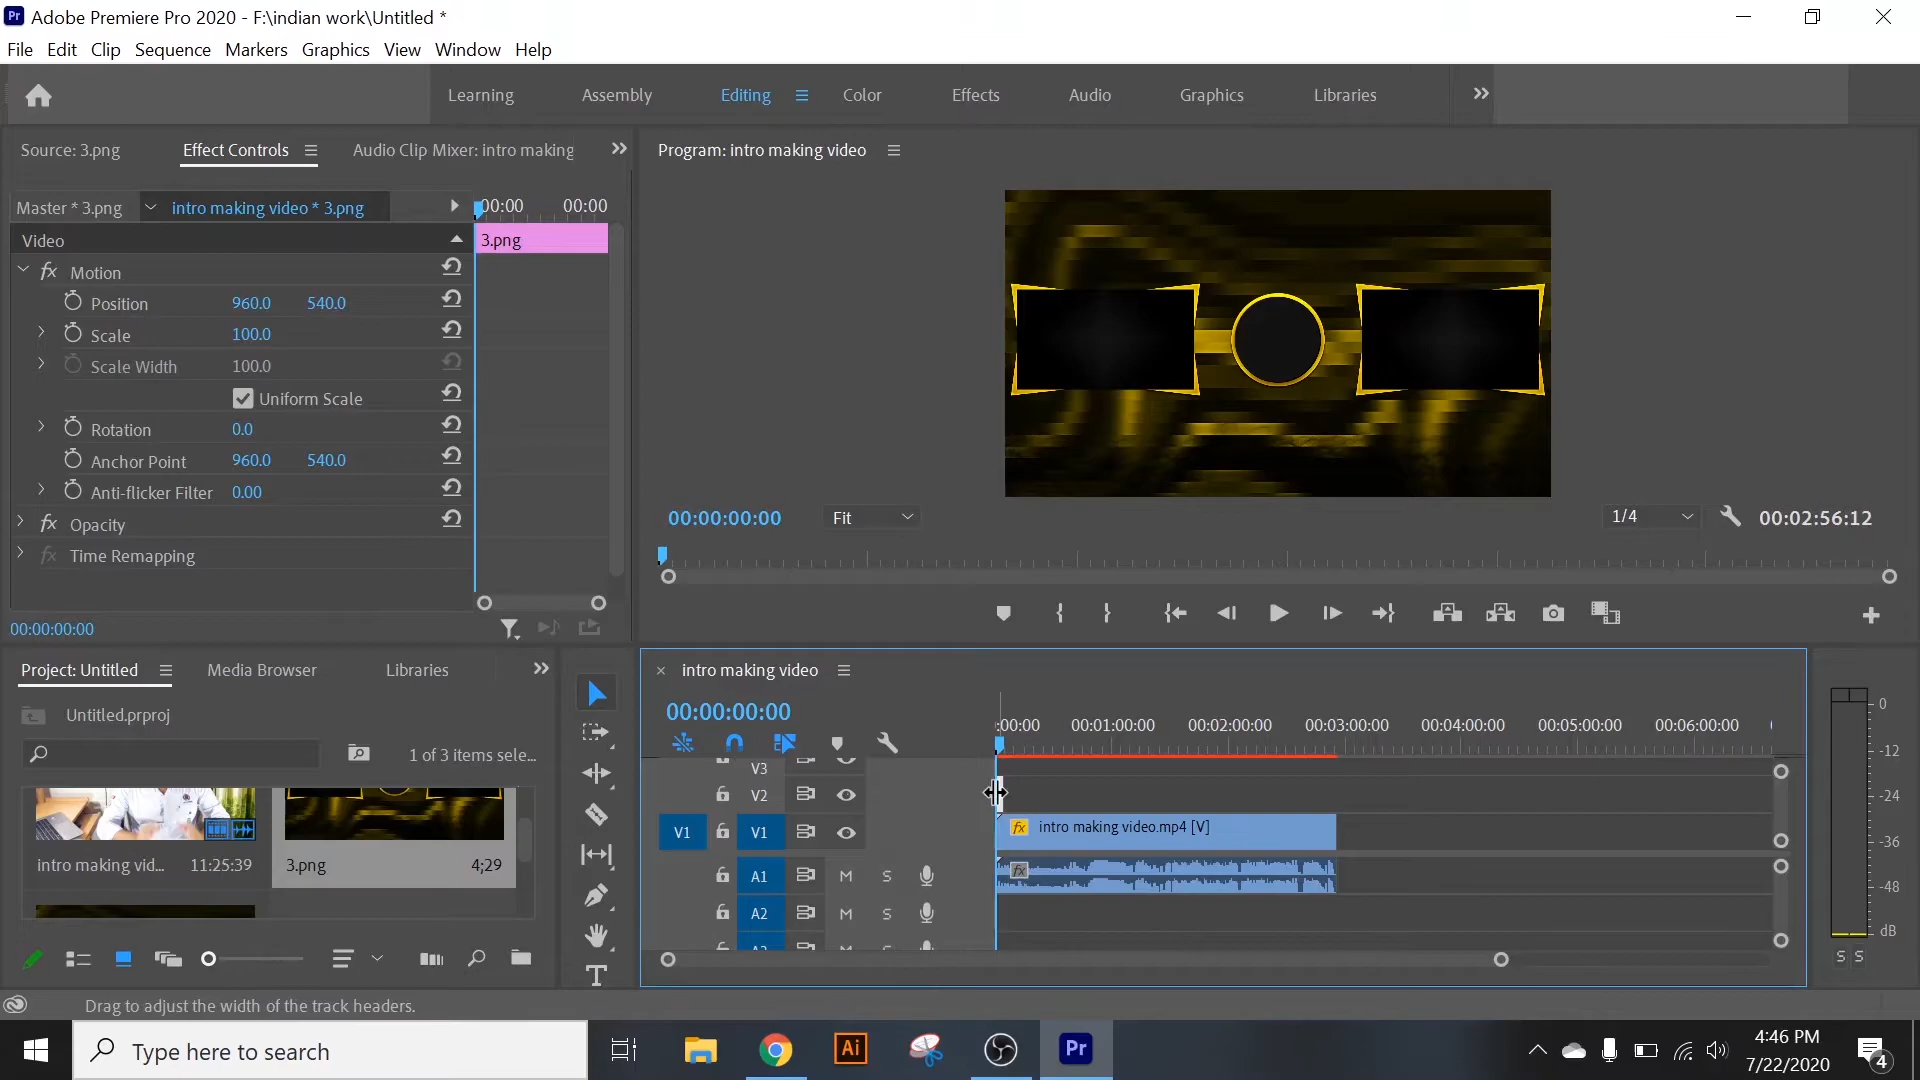 Pr Adobe Premiere Pro 2020 - F:\indian work\Untitled *
File Edit Clip Sequence Markers Graphics View Window Help
Learning Assembly Editing Color Effects Audio Graphics Libraries
Source: 3.png Effect Controls Audio Clip Mixer: intro making
Program: intro making video
Master * 3.png intro making video * 3.png :00:00 00:00
Video 3.png
fx Motion
Position 960.0 540.0
Scale 100.0
Scale Width 100.0
Uniform Scale
Rotation 0.0
Anchor Point 960.0 540.0
Anti-flicker Filter 0.00
fx Opacity
fx Time Remapping
00:00:00:00
00:00:00:00 Fit 1/4 00:02:56:12
Project: Untitled Media Browser Libraries
Untitled.prproj
1 of 3 items sele...
intro making vid... 11:25:39 3.png 4;29
intro making video
00:00:00:00
:00:00 00:01:00:00 00:02:00:00 00:03:00:00 00:04:00:00 00:05:00:00 00:06:00:00
V3
V2
V1 V1 fx intro making video.mp4 [V]
A1 M S fx
A2 M S
0
-12
-24
-36
-48
dB
S S
T
Drag to adjust the width of the track headers.
Type here to search Ai Pr
4:46 PM
7/22/2020
4